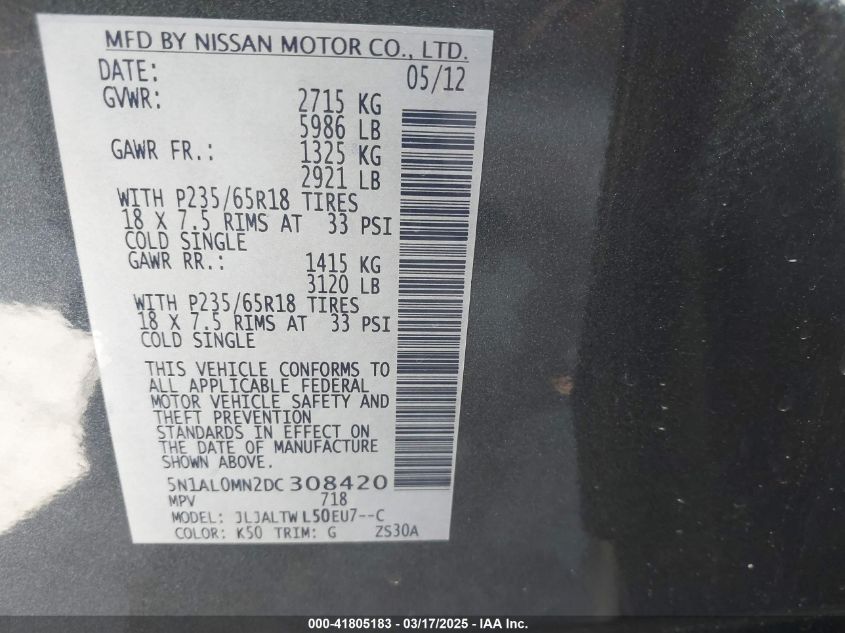 MFD BY NISSAN MOTOR CO., LTD.
DATE: 05/12
GVWR: 2715 KG
5986 LB
GAWR FR.: 1325 KG
2921 LB
WITH P235/65R18 TIRES
18 X 7.5 RIMS AT 33 PSI
COLD SINGLE
GAWR RR.: 1415 KG
3120 LB
WITH P235/65R18 TIRES
18 X 7.5 RIMS AT 33 PSI
COLD SINGLE
THIS VEHICLE CONFORMS TO
ALL APPLICABLE FEDERAL
MOTOR VEHICLE SAFETY AND
THEFT PREVENTION
STANDARDS IN EFFECT ON
THE DATE OF MANUFACTURE
SHOWN ABOVE.
5N1AL0MN2DC 308420
MPV 718
MODEL: JLJALTW L50EU7--C
COLOR: K50 TRIM: G ZS30A
000-41805183 - 03/17/2025 - IAA Inc.